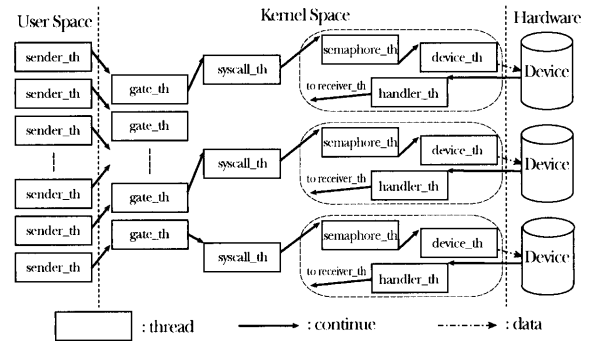 User Space
Kernel Space
Hardware
sender_th
sender_th
sender_th
sender_th
sender_th
sender_th
gate_th
gate_th
gate_th
gate_th
syscall_th
syscall_th
syscall_th
semaphore_th
device_th
to receiver_th
handler_th
Device
semaphore_th
device_th
to receiver_th
handler_th
Device
semaphore_th
device_th
to receiver_th
handler_th
Device
: thread
: continue
: data